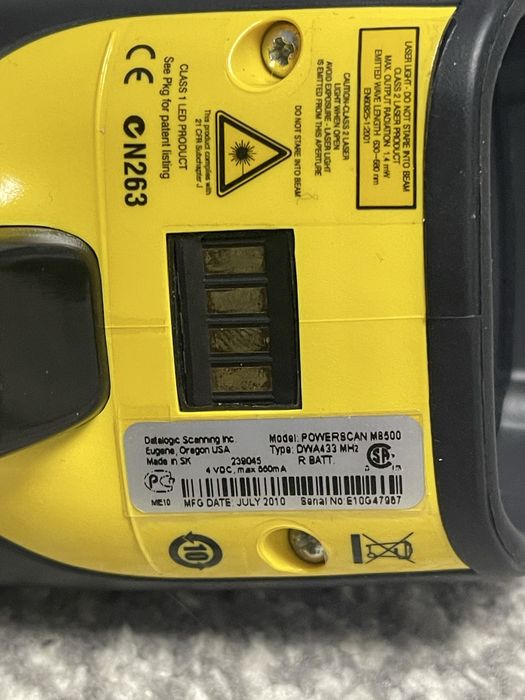 LASER LIGHT - DO NOT STARE INTO BEAM
CLASS 2 LASER PRODUCT
MAX. OUTPUT RADIATION 1.4 mW
EMITTED WAVE LENGTH: 630-680 nm
EN60825-1:2001
CAUTION-CLASS 2 LASER
LIGHT WHEN OPEN
AVOID EXPOSURE - LASER LIGHT
IS EMITTED FROM THIS APERTURE
DO NOT STARE INTO BEAM
This product complies with
21 CFR Subchapter J
CLASS 1 LED PRODUCT
See Pkg for patent listing
CE
N263
Datalogic Scanning Inc.
Eugene, Oregon USA
Made in SK
Model: POWERSCAN M8500
Type: DWA433 MHz
239045
R BATT.
4 VDC, max 560mA
ME10
MFG DATE: JULY 2010
Serial No E10G47967
10